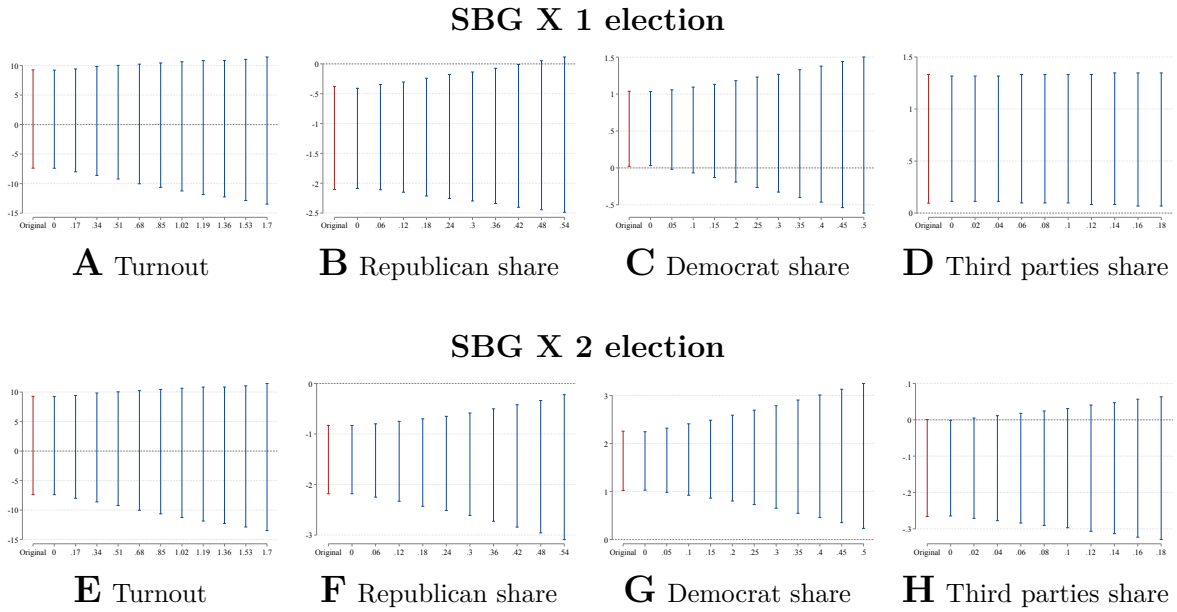 SBG X 1 election
10
5
0
-5
-10
-15
Original 0 .17 .34 .51 .68 .85 1.02 1.19 1.36 1.53 1.7
0
-.5
-1
-1.5
-2
-2.5
Original 0 .06 .12 .18 .24 .3 .36 .42 .48 .54
1.5
1
.5
0
-.5
Original 0 .05 .1 .15 .2 .25 .3 .35 .4 .45 .5
1.5
1
.5
0
Original 0 .02 .04 .06 .08 .1 .12 .14 .16 .18
A Turnout
B Republican share
C Democrat share
D Third parties share
SBG X 2 election
10
5
0
-5
-10
-15
Original 0 .17 .34 .51 .68 .85 1.02 1.19 1.36 1.53 1.7
0
-1
-2
-3
Original 0 .06 .12 .18 .24 .3 .36 .42 .48 .54
3
2
1
0
Original 0 .05 .1 .15 .2 .25 .3 .35 .4 .45 .5
.1
0
-.1
-.2
-.3
Original 0 .02 .04 .06 .08 .1 .12 .14 .16 .18
E Turnout
F Republican share
G Democrat share
H Third parties share